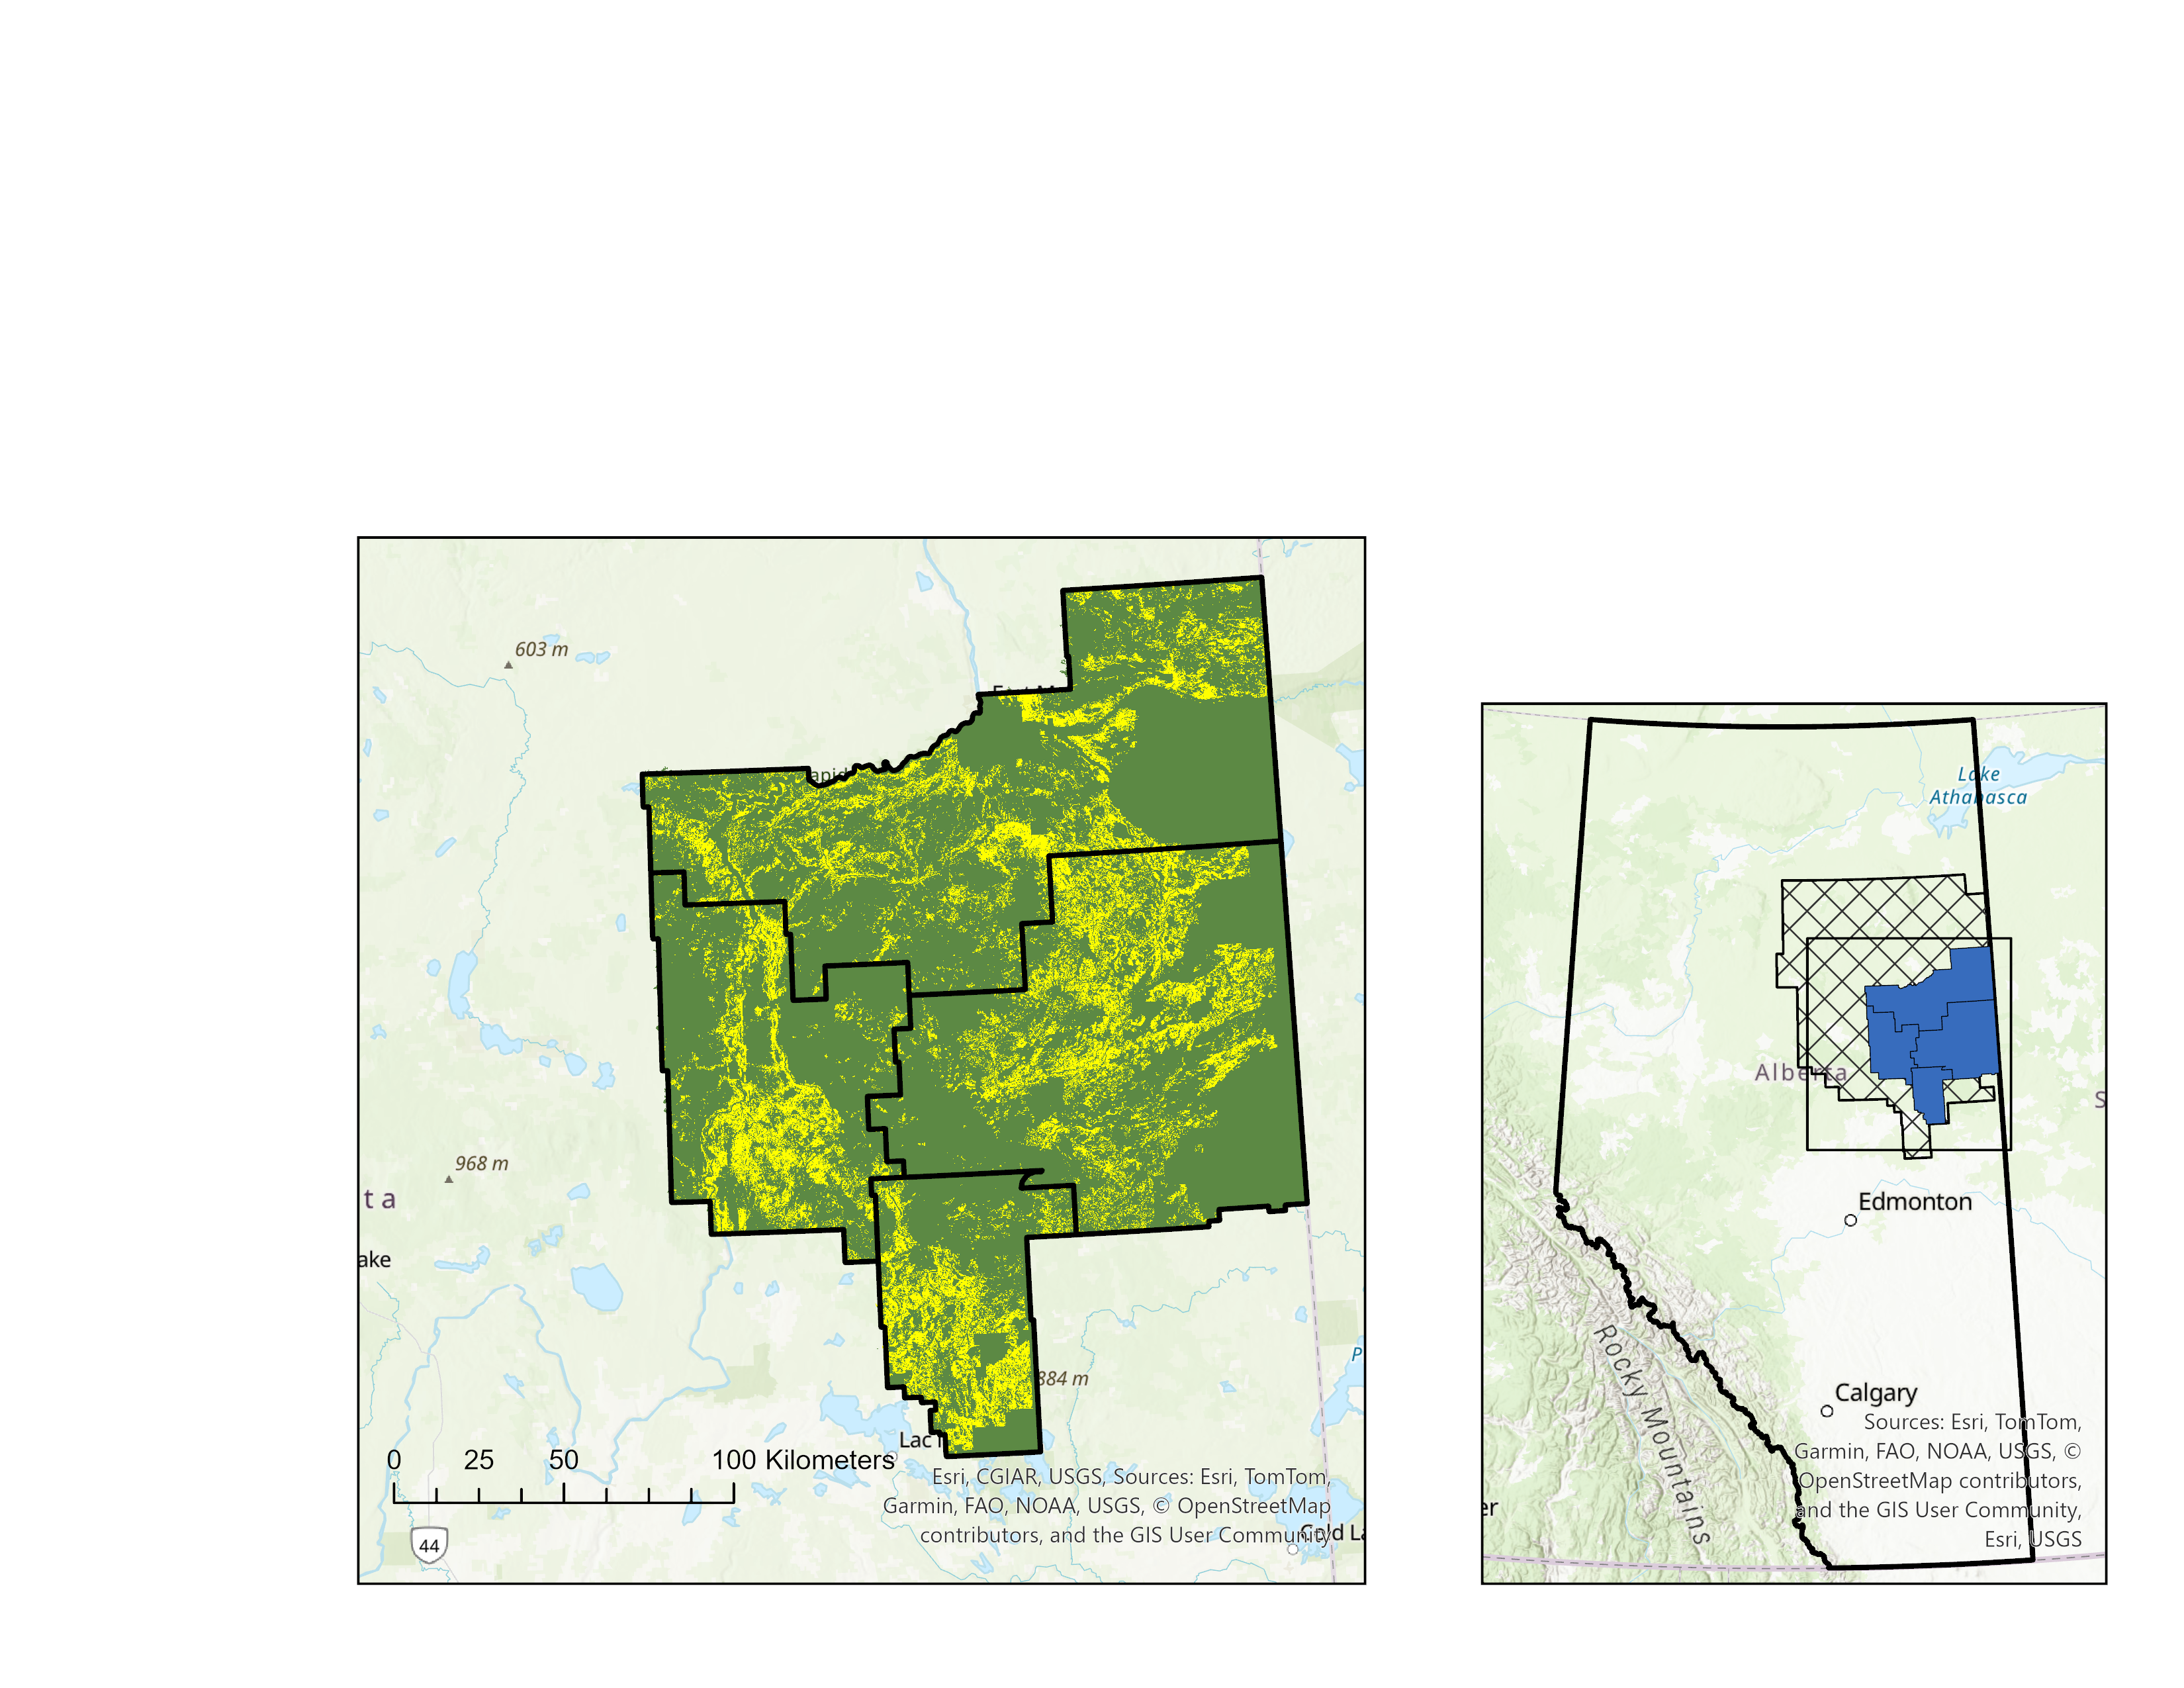 603 m
968 m
t a
ake
884 m
P
Lac
0 25 50 100 Kilometers
44
Esri, CGIAR, USGS, Sources: Esri, TomTom,
Garmin, FAO, NOAA, USGS, © OpenStreetMap
contributors, and the GIS User Community
Lake
Athabasca
Alberta
S
Edmonton
Calgary
Rocky Mountains
er
Sources: Esri, TomTom,
Garmin, FAO, NOAA, USGS, ©
OpenStreetMap contributors,
and the GIS User Community,
Esri, USGS